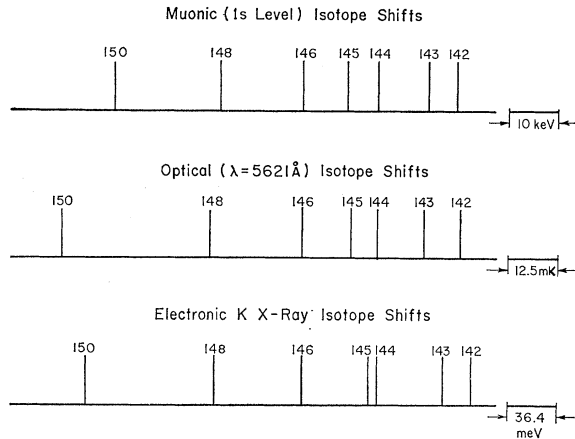 Muonic (1s Level) Isotope Shifts
150 148 146 145 144 143 142
10 keV
Optical (λ=5621Å) Isotope Shifts
150 148 146 145 144 143 142
12.5mK
Electronic K X-Ray Isotope Shifts
150 148 146 145 144 143 142
36.4
meV